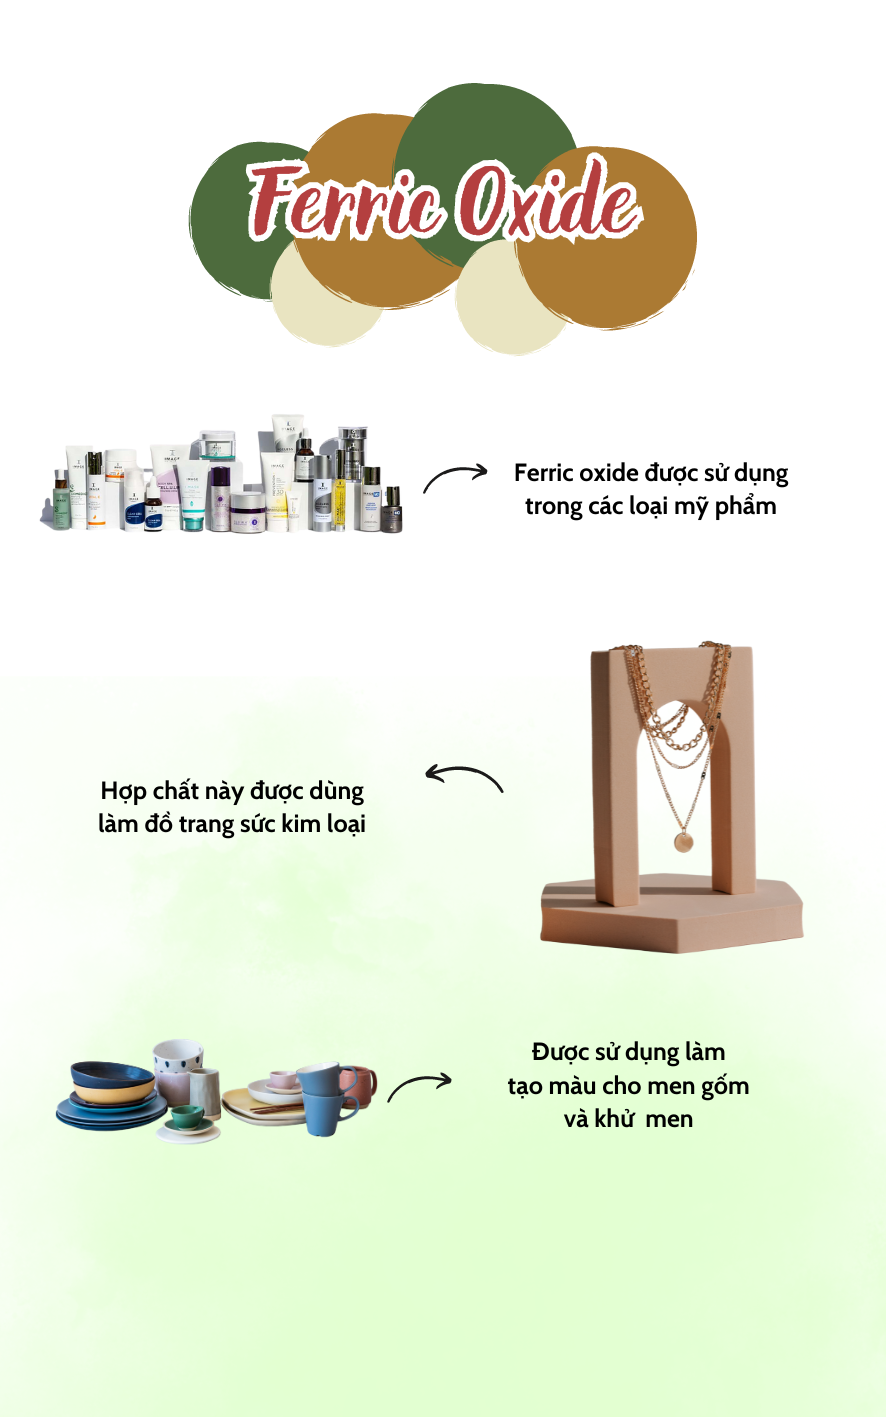 Ferric Oxide
Ferric oxide được sử dụng
trong các loại mỹ phẩm
Hợp chất này được dùng
làm đồ trang sức kim loại
Được sử dụng làm
tạo màu cho men gốm
và khử men